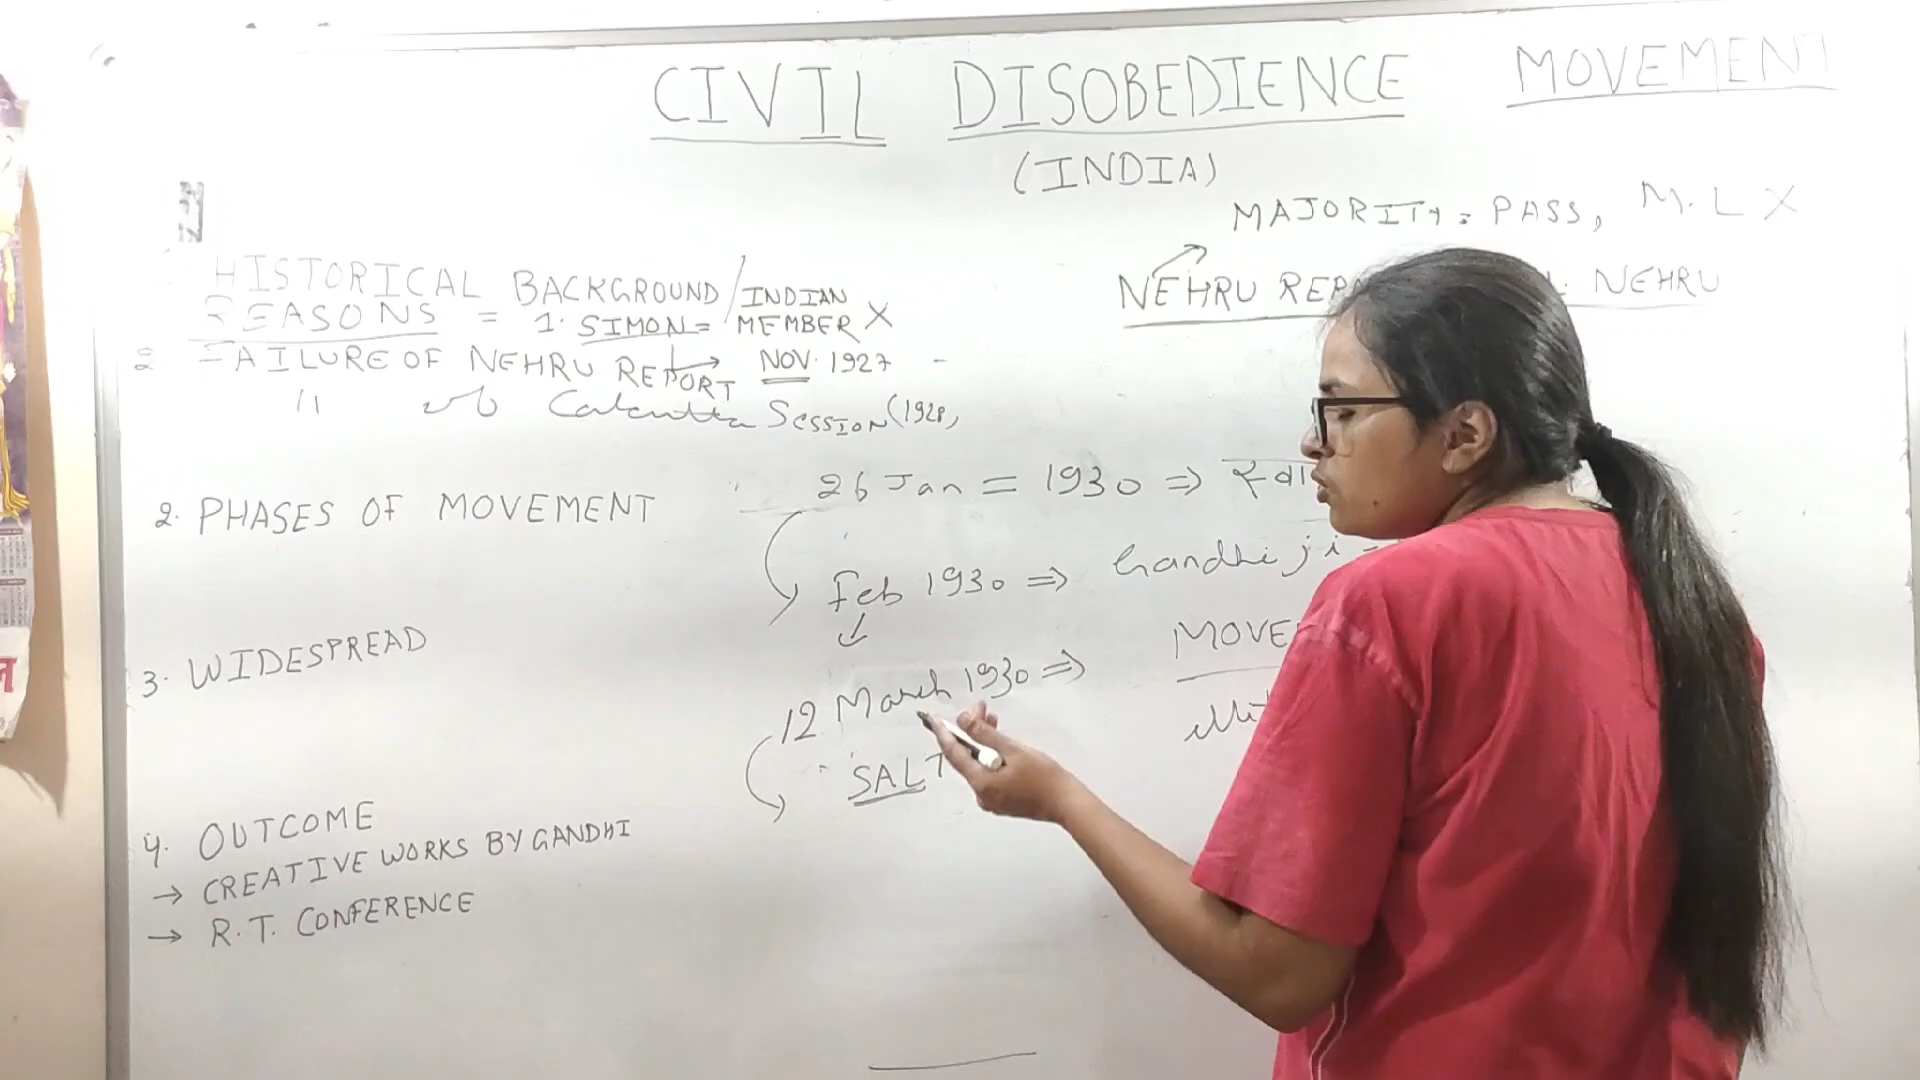 CIVIL DISOBEDIENCE MOVEMENT
(INDIA)
MAJORITY = PASS, M.L X
NEHRU NEHRU
HISTORICAL BACKGROUND / INDIAN
REASONS = 1. SIMON = MEMBER X
2. FAILURE OF NEHRU REPORT → NOV. 1927 -
" Calcutta SESSION (1928)
26 Jan = 1930 ⇒
2. PHASES OF MOVEMENT
Feb 1930 ⇒ Gandhi ji -
3. WIDESPREAD
12 March 1930 ⇒
SALT
4. OUTCOME
→ CREATIVE WORKS BY GANDHI
→ R.T. CONFERENCE